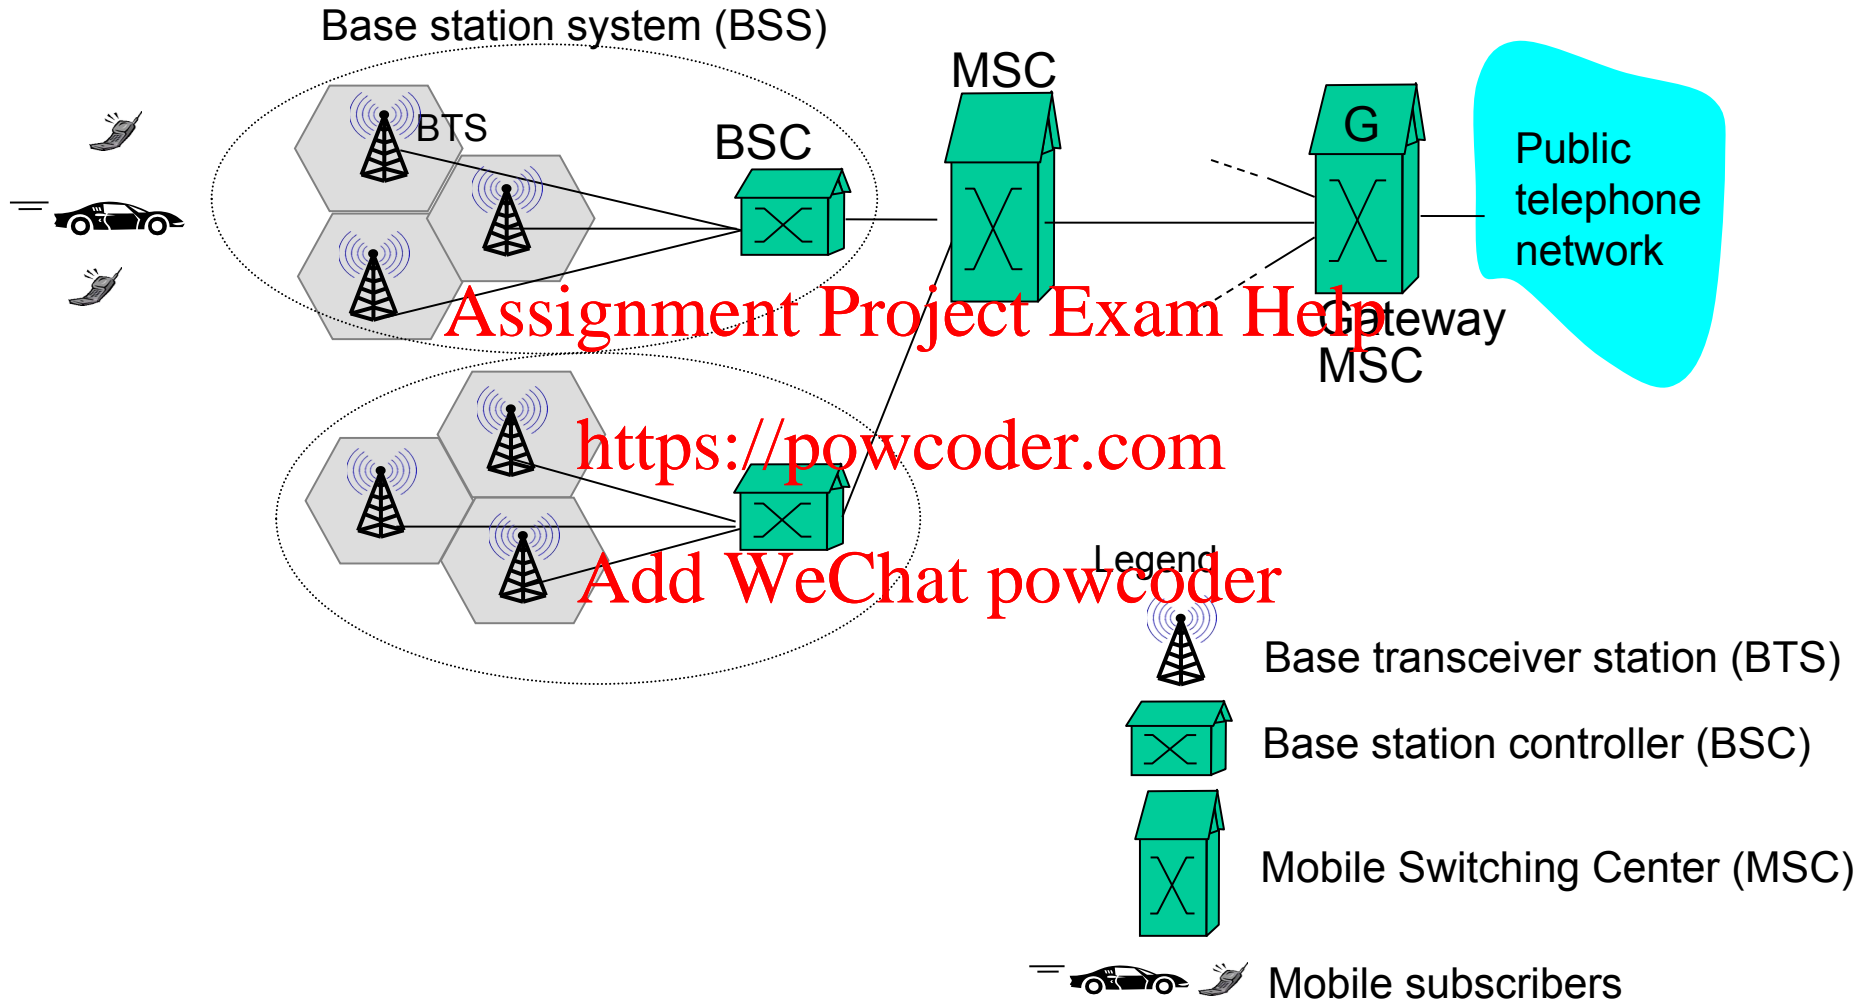 Base station system (BSS)
MSC
BTS
BSC
G
Public
telephone
network
Assignment Project Exam Help
Gateway
MSC
https://powcoder.com
Legend
Add WeChat powcoder
Base transceiver station (BTS)
Base station controller (BSC)
Mobile Switching Center (MSC)
Mobile subscribers